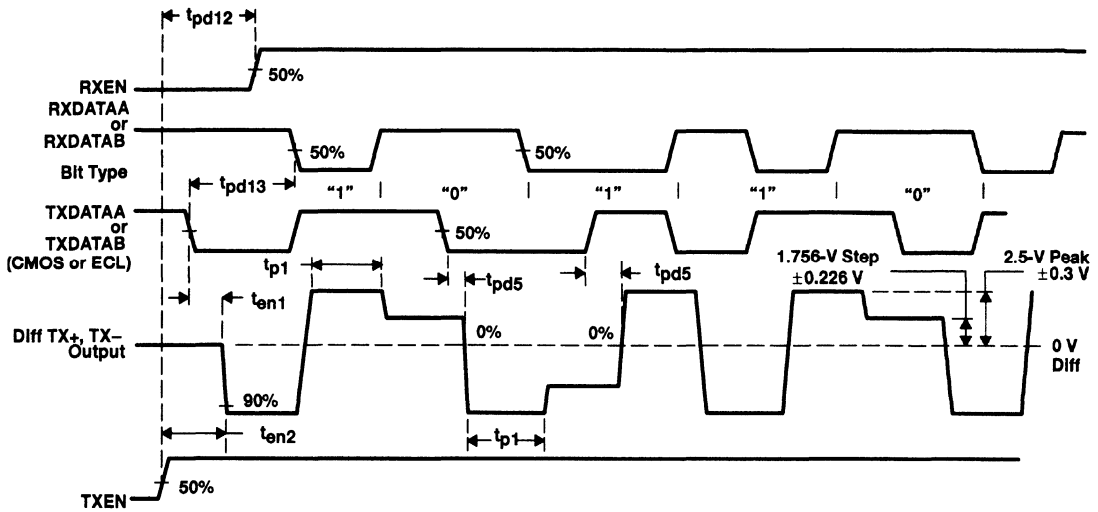 tpd12
RXEN
50%
RXDATAA
or
RXDATAB
50%
50%
Bit Type
tpd13
“1”
“0”
“1”
“1”
“0”
TXDATAA
or
TXDATAB
(CMOS or ECL)
50%
tp1
tpd5
tpd5
1.756-V Step
±0.226 V
2.5-V Peak
±0.3 V
ten1
Diff TX+, TX–
Output
0%
0%
0 V
Diff
90%
ten2
tp1
50%
TXEN